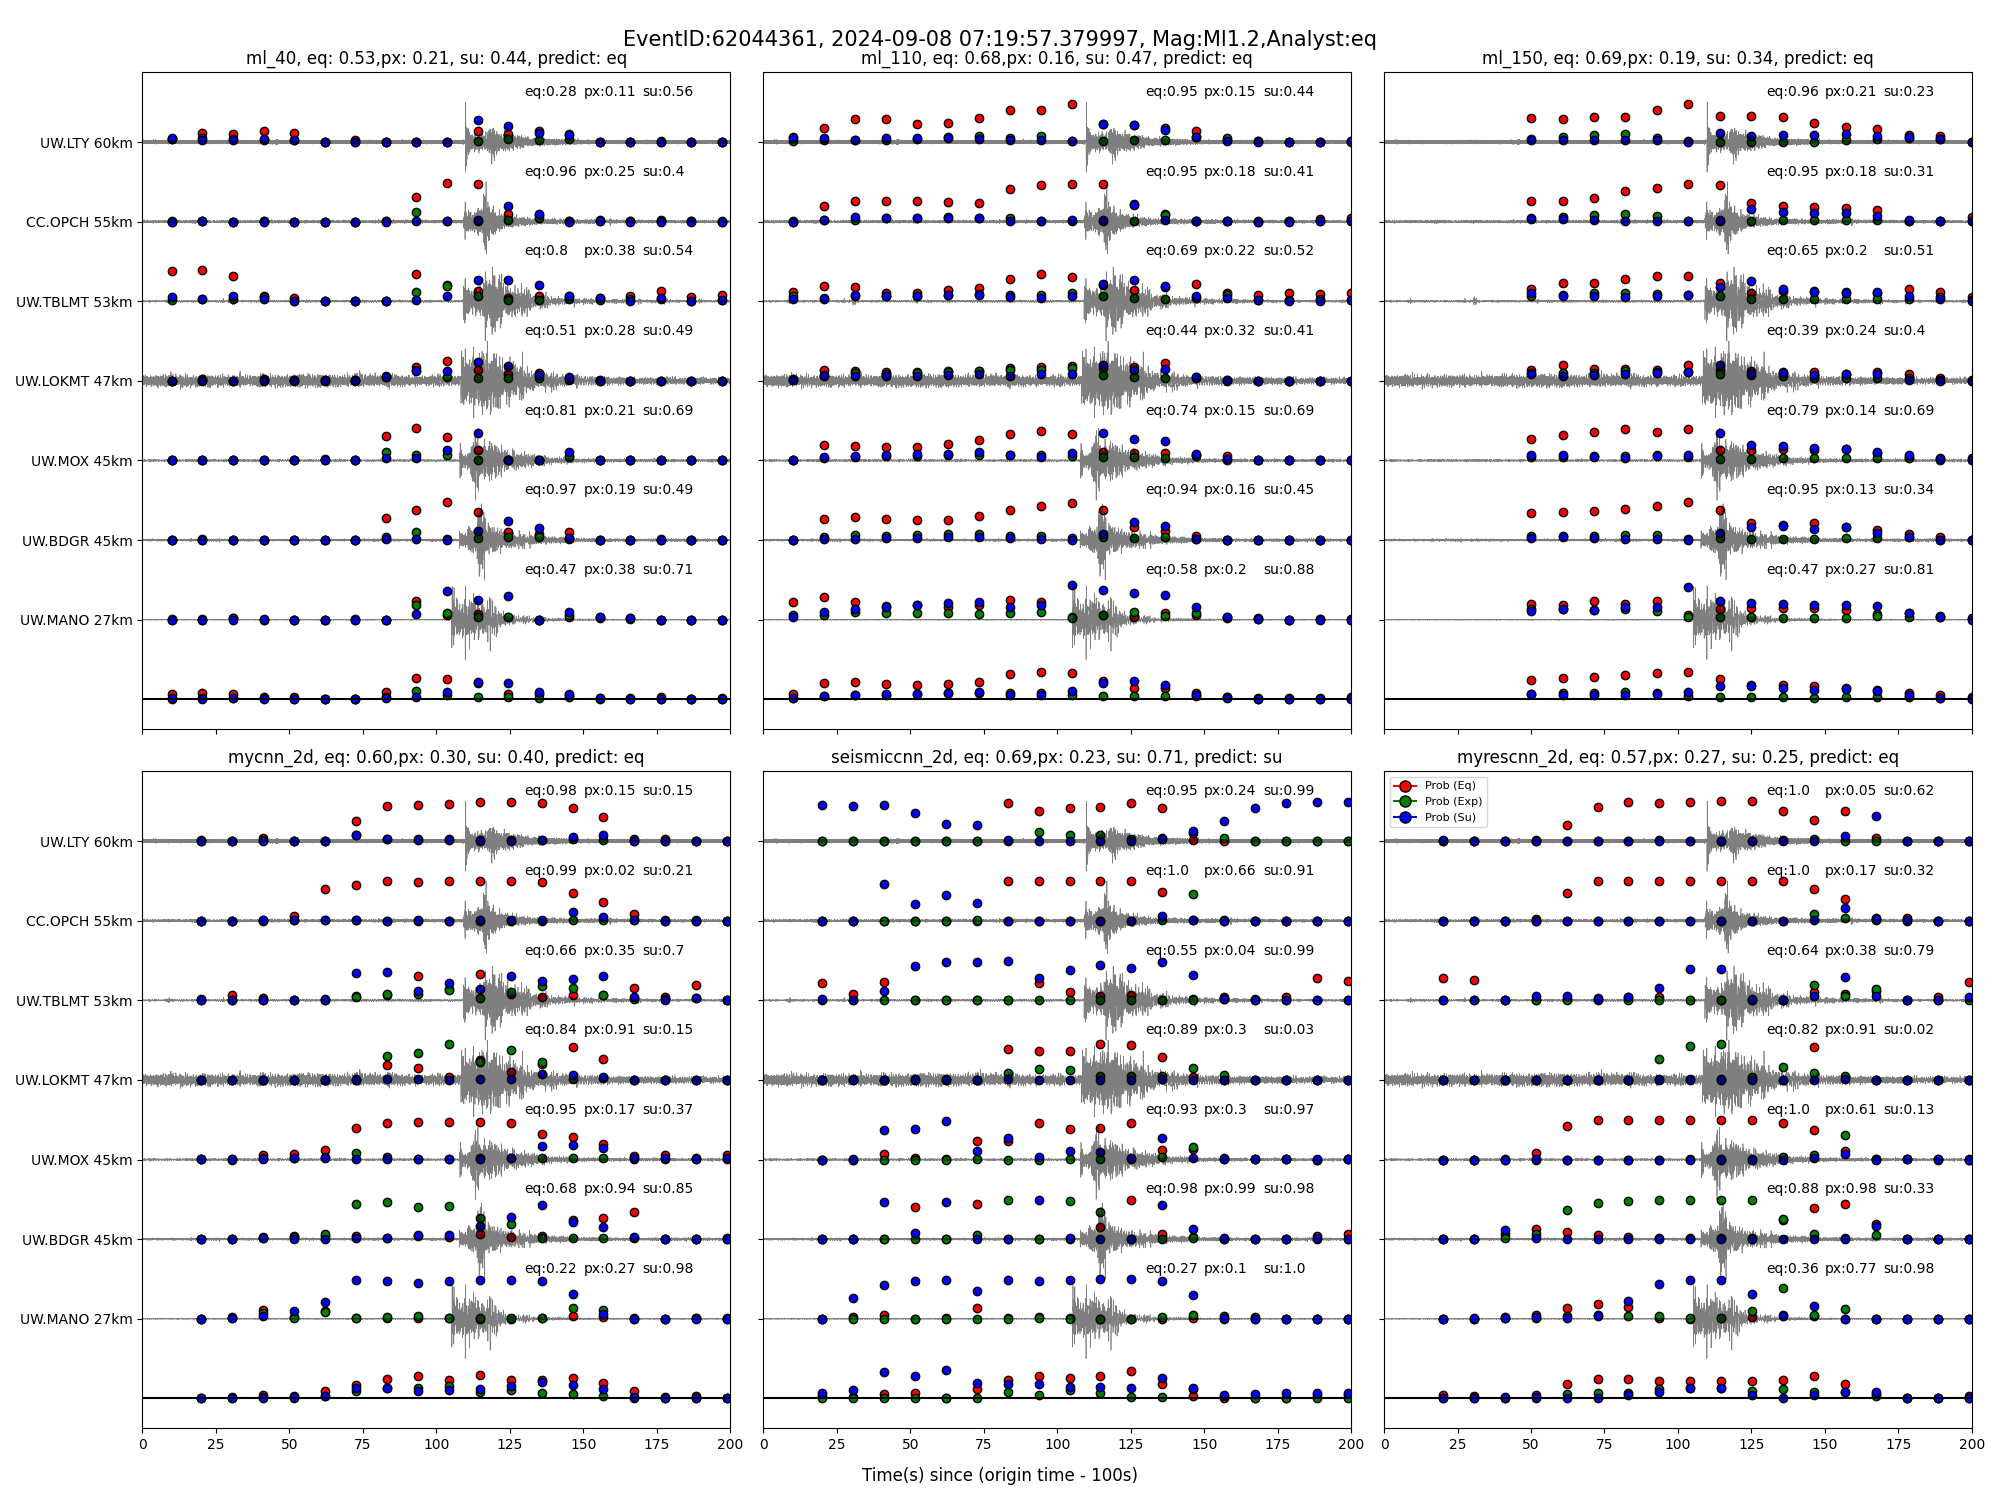 EventID:62044361, 2024-09-08 07:19:57.379997, Mag:Ml1.2,Analyst:eq
ml_40, eq: 0.53,px: 0.21, su: 0.44, predict: eq
eq:0.28 px:0.11 su:0.56
UW.LTY 60km
eq:0.96 px:0.25 su:0.4
CC.OPCH 55km
eq:0.8 px:0.38 su:0.54
UW.TBLMT 53km
eq:0.51 px:0.28 su:0.49
UW.LOKMT 47km
eq:0.81 px:0.21 su:0.69
UW.MOX 45km
eq:0.97 px:0.19 su:0.49
UW.BDGR 45km
eq:0.47 px:0.38 su:0.71
UW.MANO 27km
ml_110, eq: 0.68,px: 0.16, su: 0.47, predict: eq
eq:0.95 px:0.15 su:0.44
eq:0.95 px:0.18 su:0.41
eq:0.69 px:0.22 su:0.52
eq:0.44 px:0.32 su:0.41
eq:0.74 px:0.15 su:0.69
eq:0.94 px:0.16 su:0.45
eq:0.58 px:0.2 su:0.88
ml_150, eq: 0.69,px: 0.19, su: 0.34, predict: eq
eq:0.96 px:0.21 su:0.23
eq:0.95 px:0.18 su:0.31
eq:0.65 px:0.2 su:0.51
eq:0.39 px:0.24 su:0.4
eq:0.79 px:0.14 su:0.69
eq:0.95 px:0.13 su:0.34
eq:0.47 px:0.27 su:0.81
mycnn_2d, eq: 0.60,px: 0.30, su: 0.40, predict: eq
eq:0.98 px:0.15 su:0.15
UW.LTY 60km
eq:0.99 px:0.02 su:0.21
CC.OPCH 55km
eq:0.66 px:0.35 su:0.7
UW.TBLMT 53km
eq:0.84 px:0.91 su:0.15
UW.LOKMT 47km
eq:0.95 px:0.17 su:0.37
UW.MOX 45km
eq:0.68 px:0.94 su:0.85
UW.BDGR 45km
eq:0.22 px:0.27 su:0.98
UW.MANO 27km
0 25 50 75 100 125 150 175 200
seismiccnn_2d, eq: 0.69,px: 0.23, su: 0.71, predict: su
eq:0.95 px:0.24 su:0.99
eq:1.0 px:0.66 su:0.91
eq:0.55 px:0.04 su:0.99
eq:0.89 px:0.3 su:0.03
eq:0.93 px:0.3 su:0.97
eq:0.98 px:0.99 su:0.98
eq:0.27 px:0.1 su:1.0
0 25 50 75 100 125 150 175 200
myrescnn_2d, eq: 0.57,px: 0.27, su: 0.25, predict: eq
Prob (Eq)
Prob (Exp)
Prob (Su)
eq:1.0 px:0.05 su:0.62
eq:1.0 px:0.17 su:0.32
eq:0.64 px:0.38 su:0.79
eq:0.82 px:0.91 su:0.02
eq:1.0 px:0.61 su:0.13
eq:0.88 px:0.98 su:0.33
eq:0.36 px:0.77 su:0.98
0 25 50 75 100 125 150 175 200
Time(s) since (origin time - 100s)